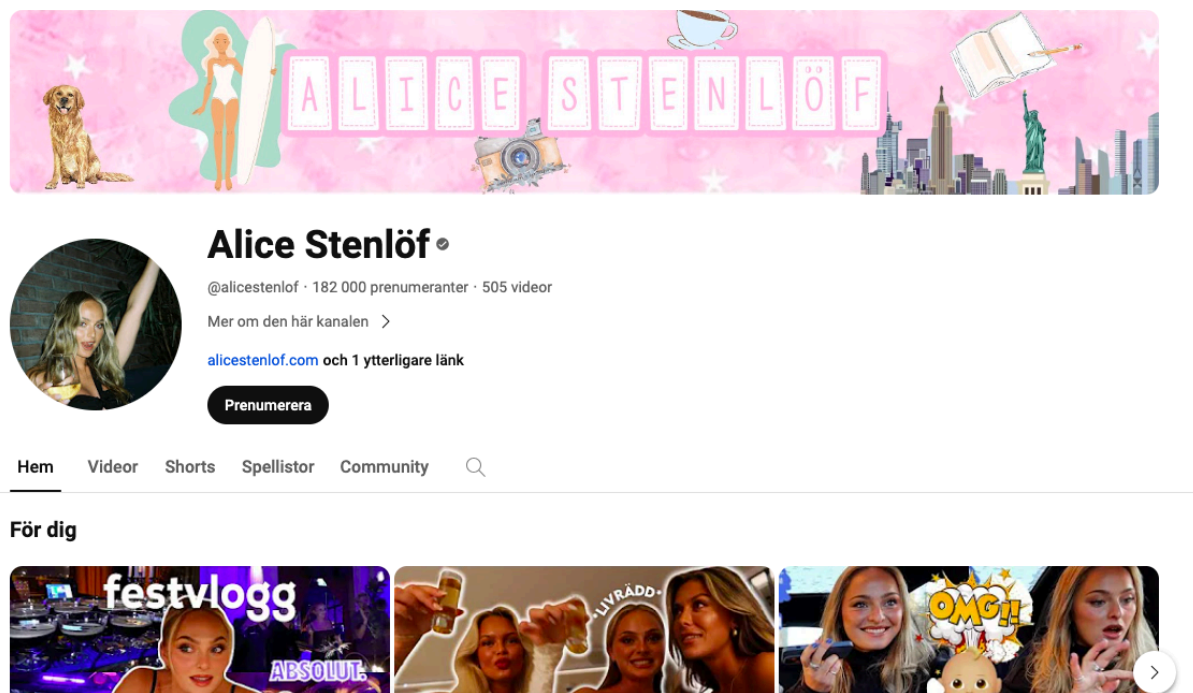 ALICE STENLÖF
Alice Stenlöf
@alicestenlof · 182 000 prenumeranter · 505 videor
Mer om den här kanalen
alicestenlof.com och 1 ytterligare länk
Prenumerera
Hem Videor Shorts Spellistor Community
För dig
festvlogg
ABSOLUT.
•LIVRÄDD•
OMG!!